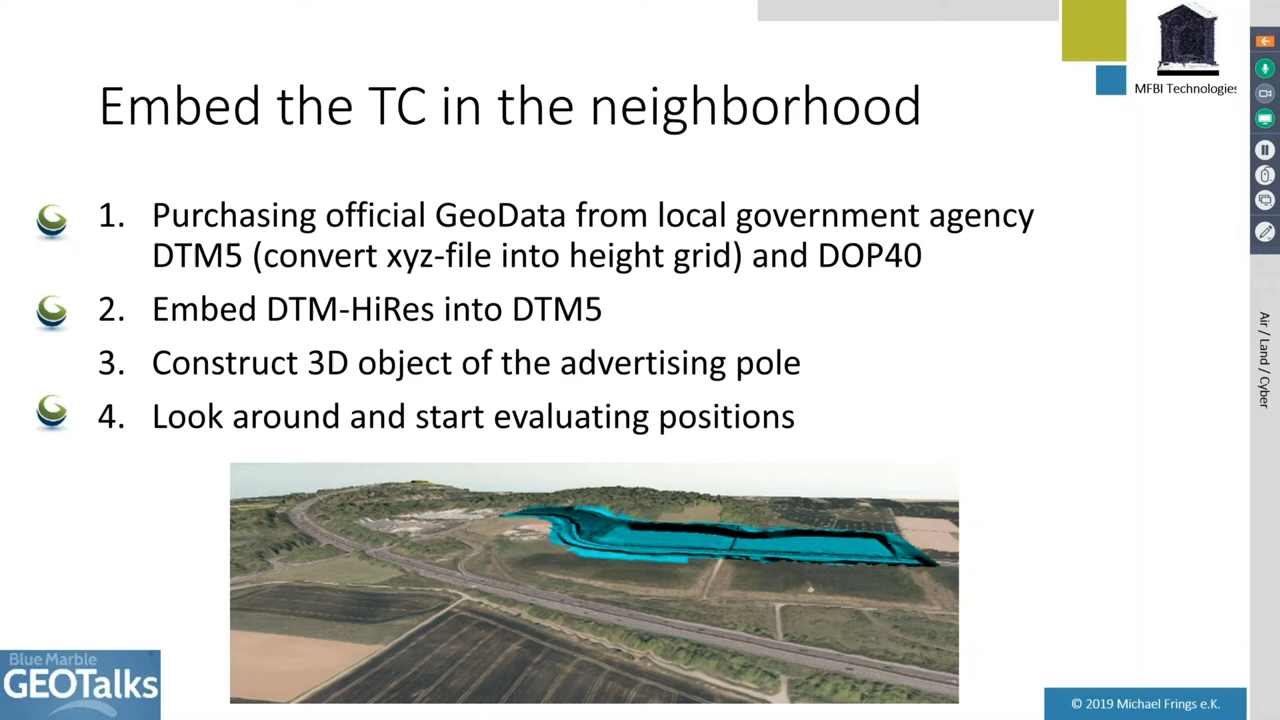 MFBI Technologies
Embed the TC in the neighborhood
1. Purchasing official GeoData from local government agency
DTM5 (convert xyz-file into height grid) and DOP40
2. Embed DTM-HiRes into DTM5
3. Construct 3D object of the advertising pole
4. Look around and start evaluating positions
Air / Land / Cyber
Blue Marble
GEOTalks
© 2019 Michael Frings e.K.